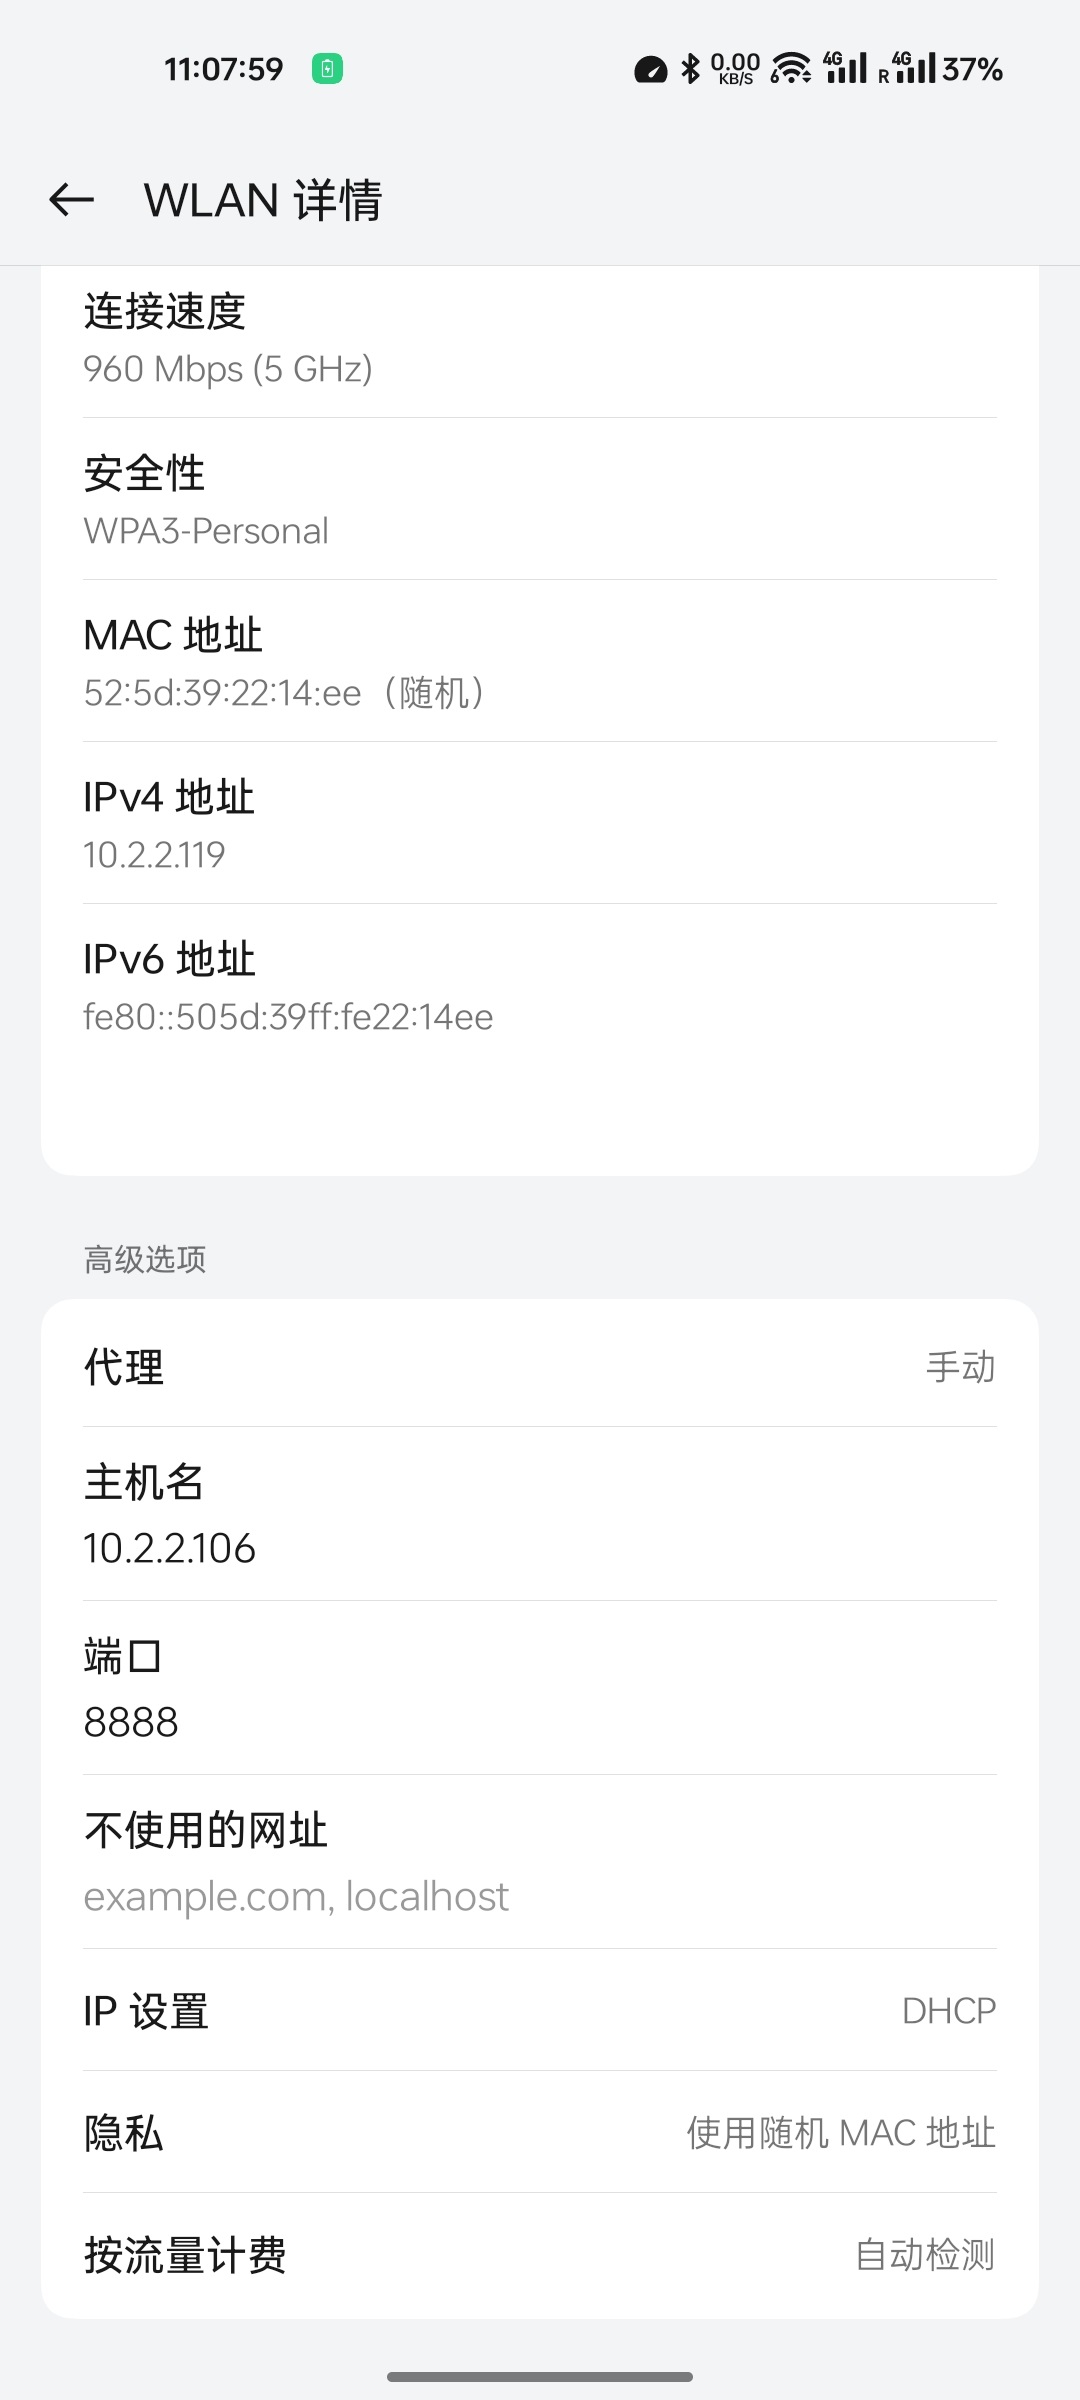 11:07:59 0.00 KB/S 6 4G R 4G 37%
WLAN 详情
连接速度
960 Mbps (5 GHz)
安全性
WPA3-Personal
MAC 地址
52:5d:39:22:14:ee（随机）
IPv4 地址
10.2.2.119
IPv6 地址
fe80::505d:39ff:fe22:14ee
高级选项
代理 手动
主机名
10.2.2.106
端口
8888
不使用的网址
example.com, localhost
IP 设置 DHCP
隐私 使用随机 MAC 地址
按流量计费 自动检测